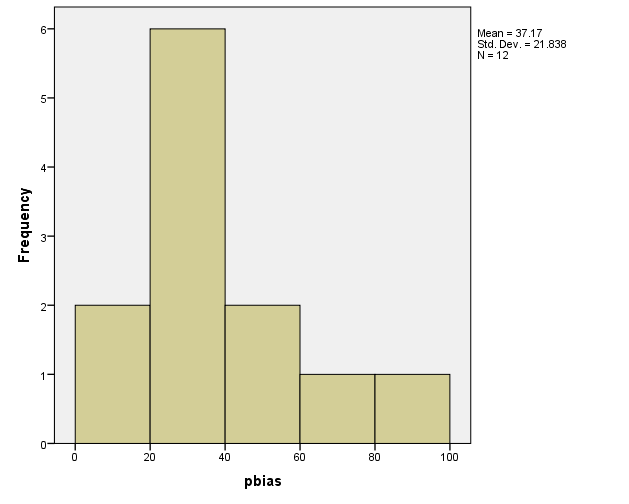 Mean = 37.17
Std. Dev. = 21.838
N = 12
6
5
4
3
2
1
0
Frequency
0 20 40 60 80 100
pbias